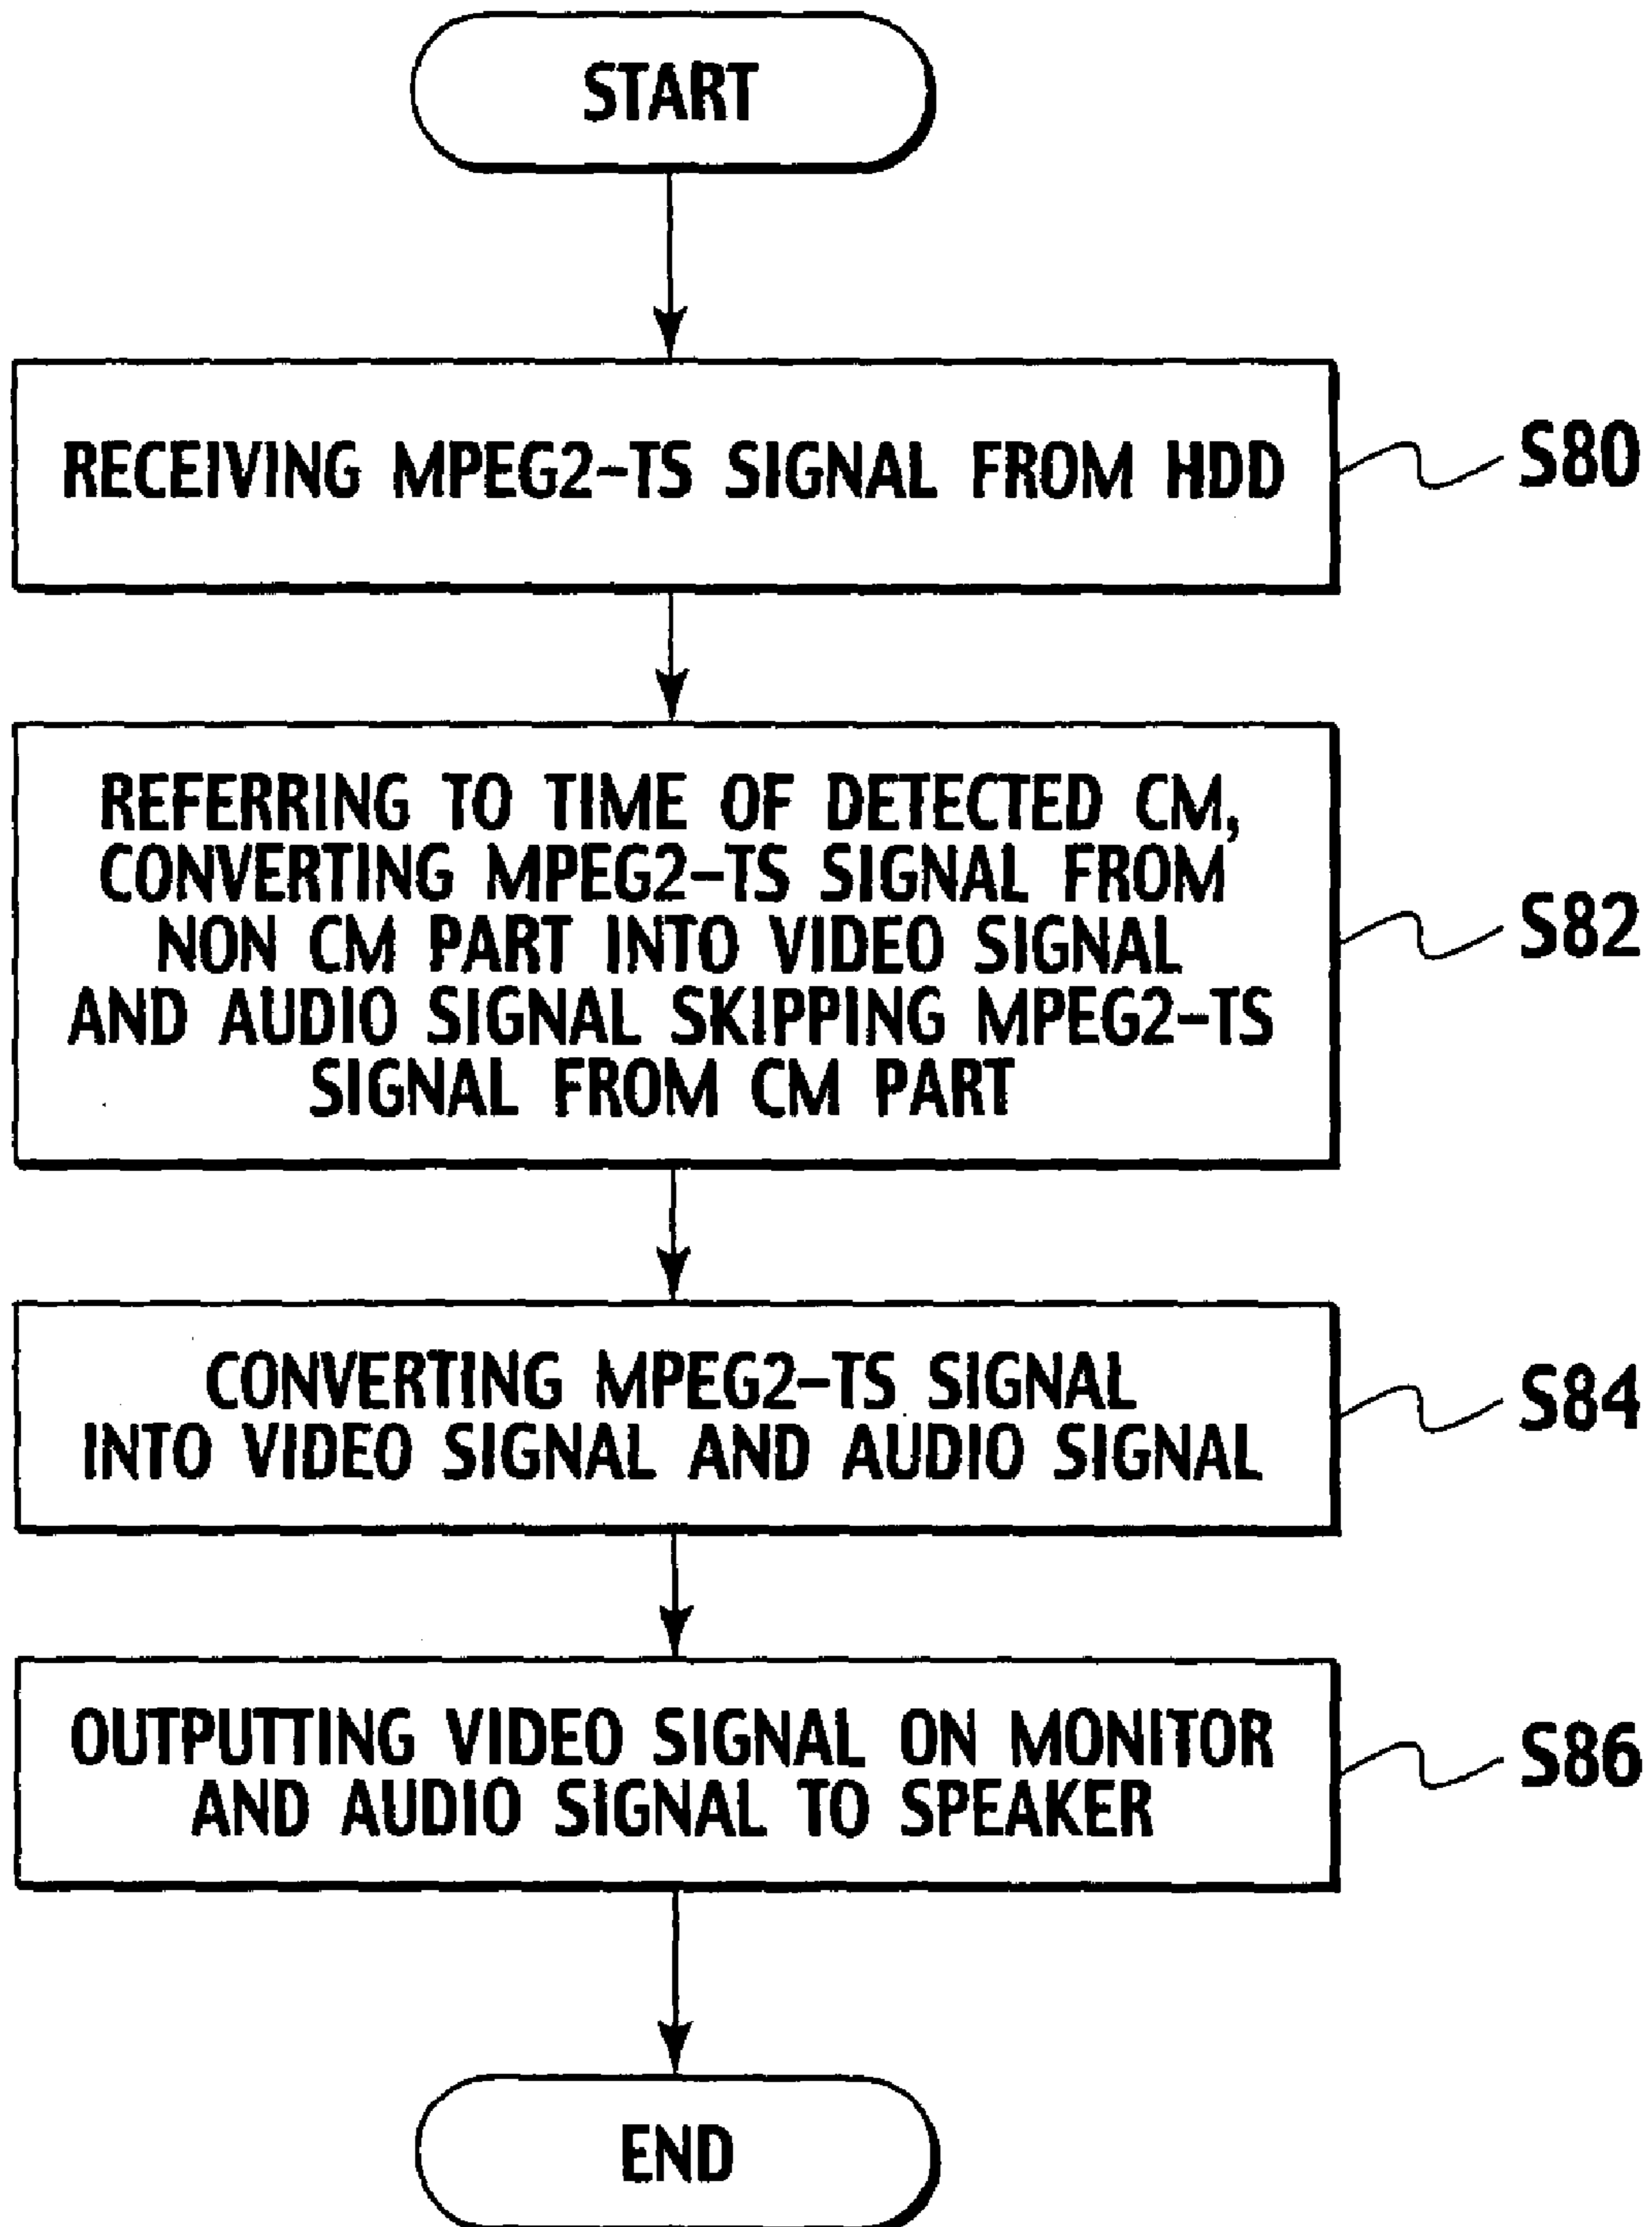 START
RECEIVING MPEG2-TS SIGNAL FROM HDD
S80
REFERRING TO TIME OF DETECTED CM,
CONVERTING MPEG2-TS SIGNAL FROM
NON CM PART INTO VIDEO SIGNAL
AND AUDIO SIGNAL SKIPPING MPEG2-TS
SIGNAL FROM CM PART
S82
CONVERTING MPEG2-TS SIGNAL
INTO VIDEO SIGNAL AND AUDIO SIGNAL
S84
OUTPUTTING VIDEO SIGNAL ON MONITOR
AND AUDIO SIGNAL TO SPEAKER
S86
END